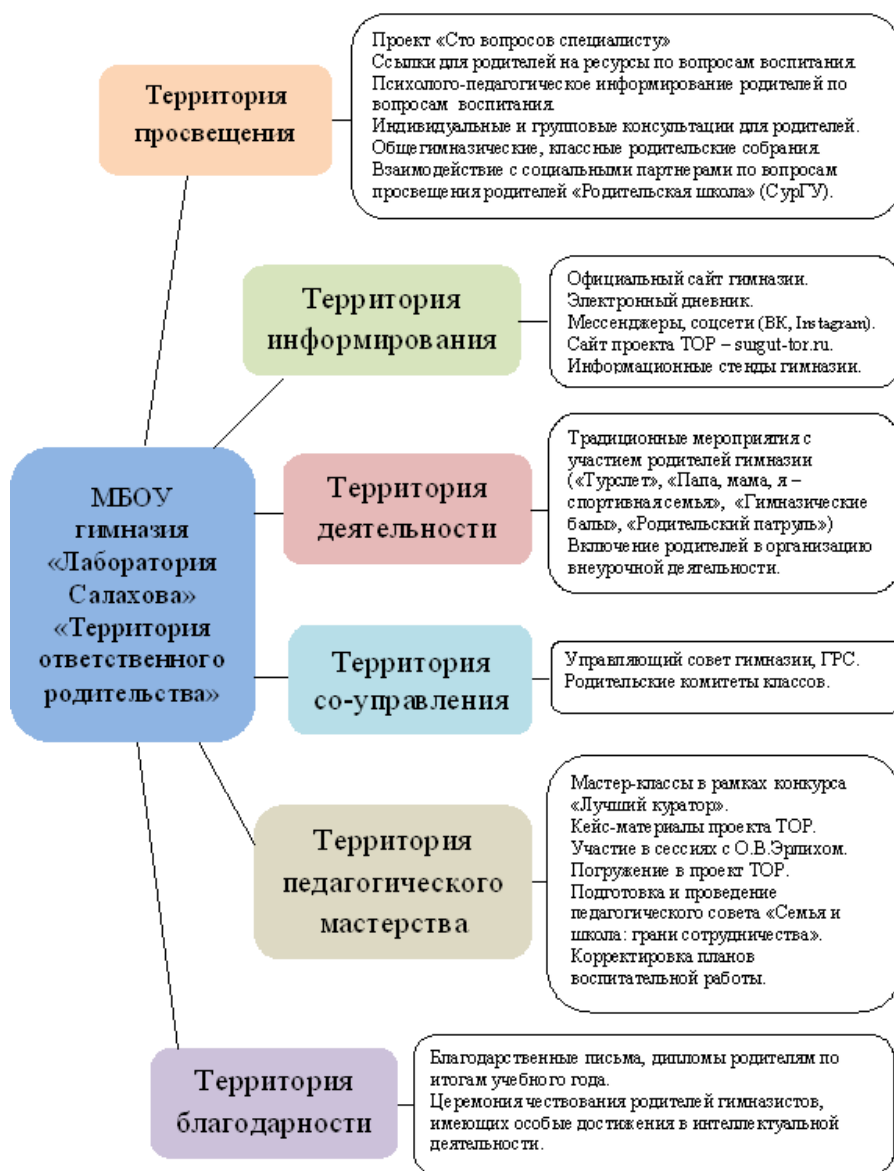 Территория
просвещения
Проект «Сто вопросов специалисту»
Ссылки для родителей на ресурсы по вопросам воспитания.
Психолого-педагогическое информирование родителей по
вопросам воспитания.
Индивидуальные и групповые консультации для родителей.
Общегимназические, классные родительские собрания.
Взаимодействие с социальными партнерами по вопросам
просвещения родителей «Родительская школа» (СурГУ).
Территория
информирования
Официальный сайт гимназии.
Электронный дневник.
Мессенджеры, соцсети (ВК, Instagram).
Сайт проекта ТОР – surgut-tor.ru.
Информационные стенды гимназии.
МБОУ
гимназия
«Лаборатория
Салахова»
«Территория
ответственного
родительства»
Территория
деятельности
Традиционные мероприятия с
участием родителей гимназии
(«Турслет», «Папа, мама, я –
спортивная семья», «Гимназические
балы», «Родительский патруль»)
Включение родителей в организацию
внеурочной деятельности.
Территория
со-управления
Управляющий совет гимназии, ГРС.
Родительские комитеты классов.
Территория
педагогического
мастерства
Мастер-классы в рамках конкурса
«Лучший куратор».
Кейс-материалы проекта ТОР.
Участие в сессиях с О.В.Эрлихом.
Погружение в проект ТОР.
Подготовка и проведение
педагогического совета «Семья и
школа: грани сотрудничества».
Корректировка планов
воспитательной работы.
Территория
благодарности
Благодарственные письма, дипломы родителям по
итогам учебного года.
Церемония чествования родителей гимназистов,
имеющих особые достижения в интеллектуальной
деятельности.